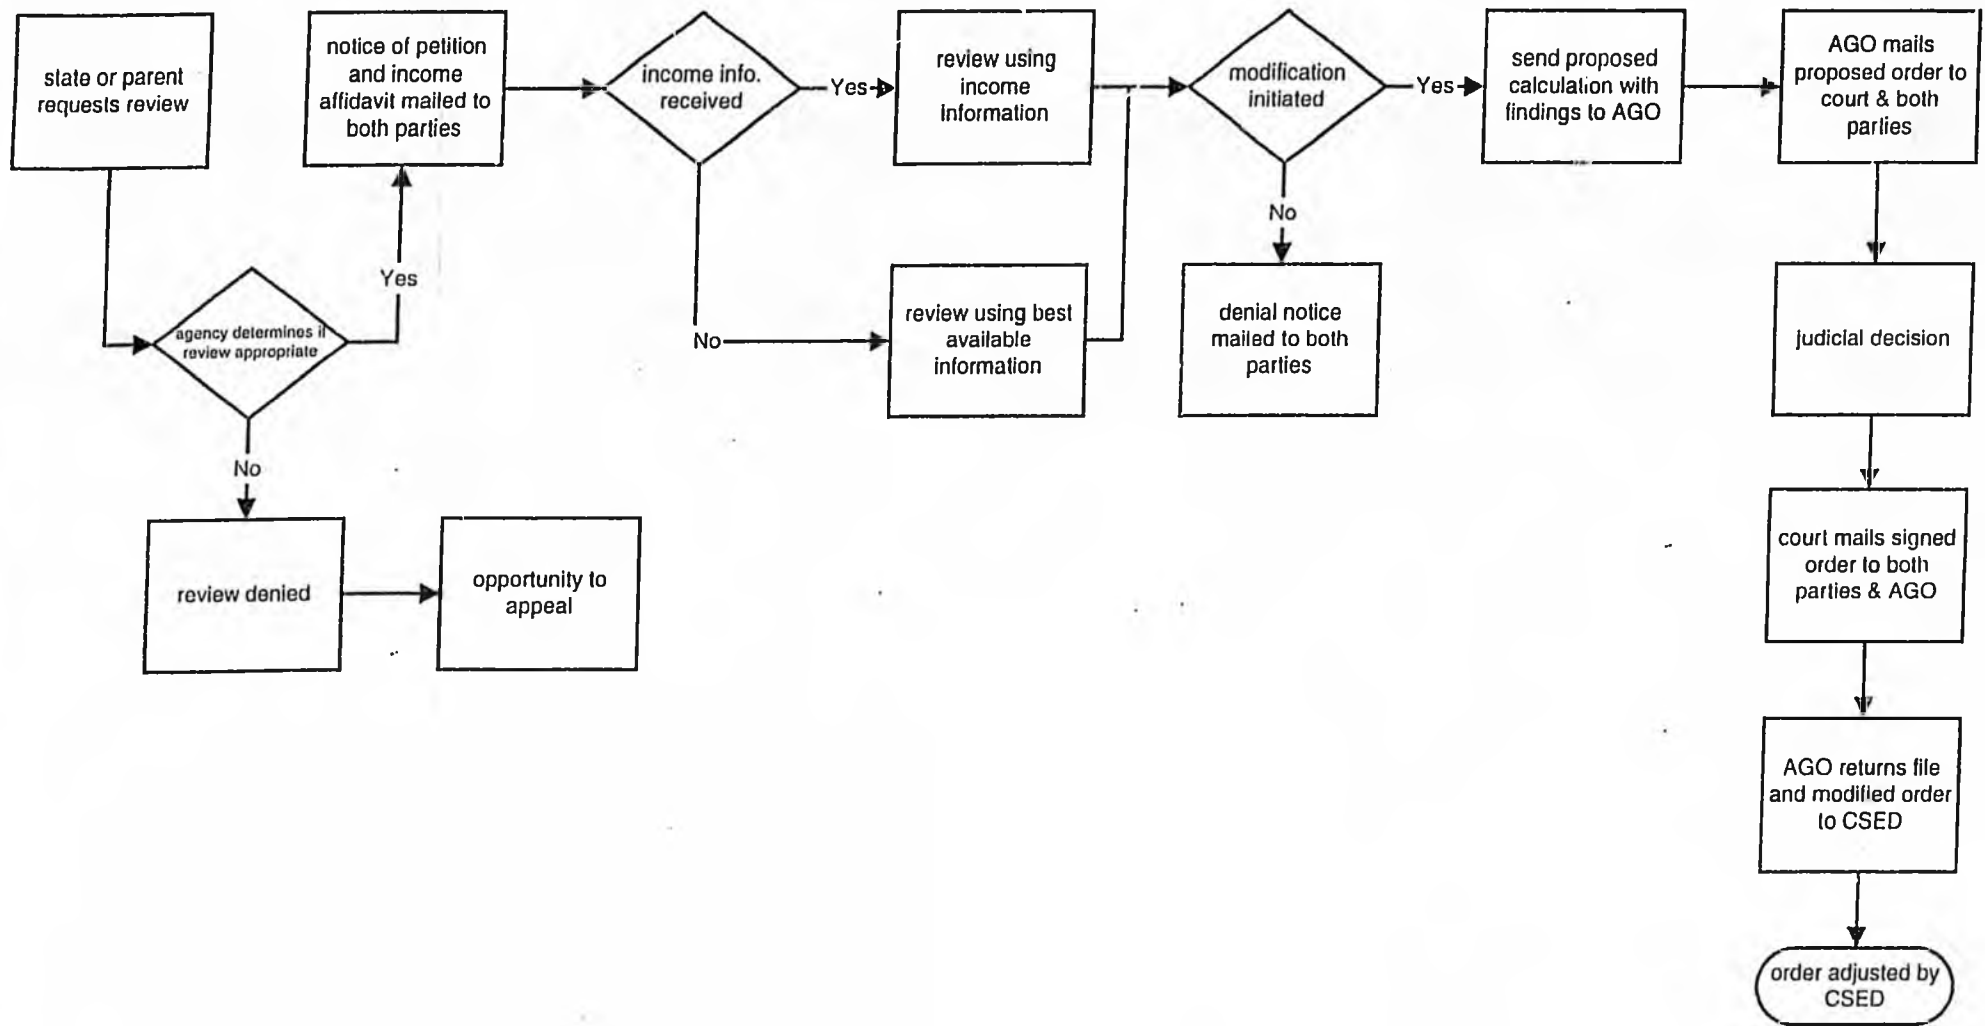 state or parent
requests review
notice of petition
and income
affidavit mailed to
both parties
income info.
received
Yes
review using
income
information
modification
initiated
Yes
send proposed
calculation with
findings to AGO
AGO mails
proposed order to
court & both
parties
agency determines if
review appropriate
Yes
No
review using best
available
information
No
denial notice
mailed to both
parties
judicial decision
No
review denied
opportunity to
appeal
court mails signed
order to both
parties & AGO
AGO returns file
and modified order
to CSED
order adjusted by
CSED